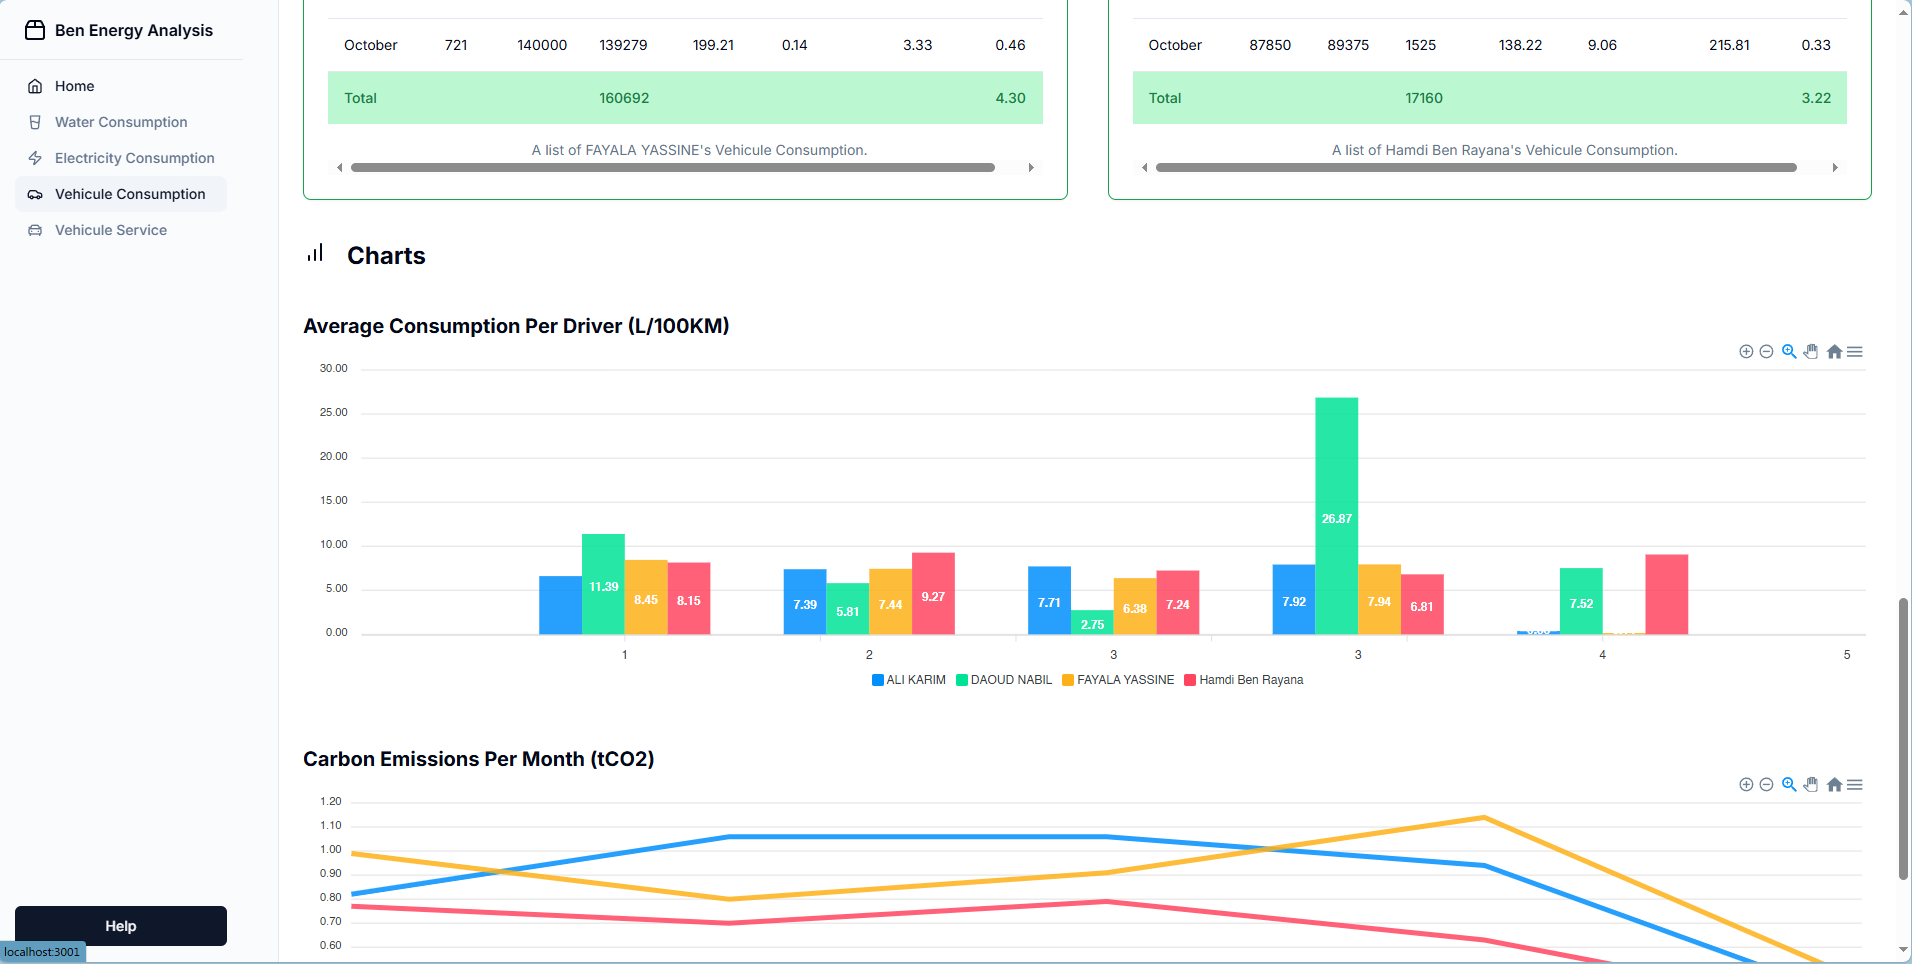 Ben Energy Analysis
Home
Water Consumption
Electricity Consumption
Vehicule Consumption
Vehicule Service
Help
localhost:3001
October 721 140000 139279 199.21 0.14 3.33 0.46
Total 160692 4.30
A list of FAYALA YASSINE's Vehicule Consumption.
October 87850 89375 1525 138.22 9.06 215.81 0.33
Total 17160 3.22
A list of Hamdi Ben Rayana's Vehicule Consumption.
Charts
Average Consumption Per Driver (L/100KM)
30.00
25.00
20.00
15.00
10.00
5.00
0.00
11.39 8.45 8.15
7.39 5.81 7.44 9.27
7.71 2.75 6.38 7.24
7.92 26.87 7.94 6.81
7.52
1 2 3 3 4 5
ALI KARIM DAOUD NABIL FAYALA YASSINE Hamdi Ben Rayana
Carbon Emissions Per Month (tCO2)
1.20
1.10
1.00
0.90
0.80
0.70
0.60